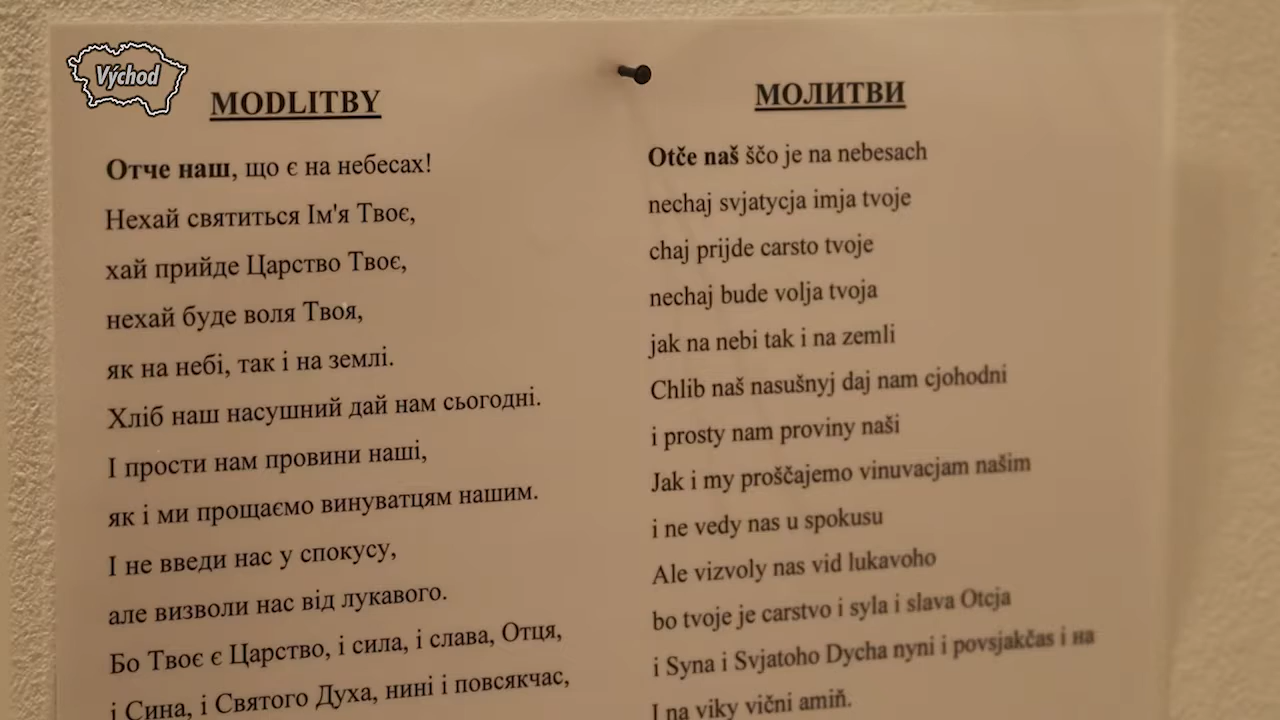 Východ
MODLITBY
Отче наш, що є на небесах!
Нехай святиться Ім'я Твоє,
хай прийде Царство Твоє,
нехай буде воля Твоя,
як на небі, так і на землі.
Хліб наш насушний дай нам сьогодні.
І прости нам провини наші,
як і ми прощаємо винуватцям нашим.
І не введи нас у спокусу,
але визволи нас від лукавого.
Бо Твоє є Царство, і сила, і слава, Отця,
і Сина, і Святого Духа, нині і повсякчас,
МОЛИТВИ
Otče naš ščo je na nebesach
nechaj svjatycja imja tvoje
chaj prijde carsto tvoje
nechaj bude volja tvoja
jak na nebi tak i na zemli
Chlib naš nasušnyj daj nam cjohodni
i prosty nam proviny naši
Jak i my proščajemo vinuvacjam našim
i ne vedy nas u spokusu
Ale vizvoly nas vid lukavoho
bo tvoje je carstvo i syla i slava Otcja
i Syna i Svjatoho Dycha nyni i povsjakčas i на
I na viky vični amiň.